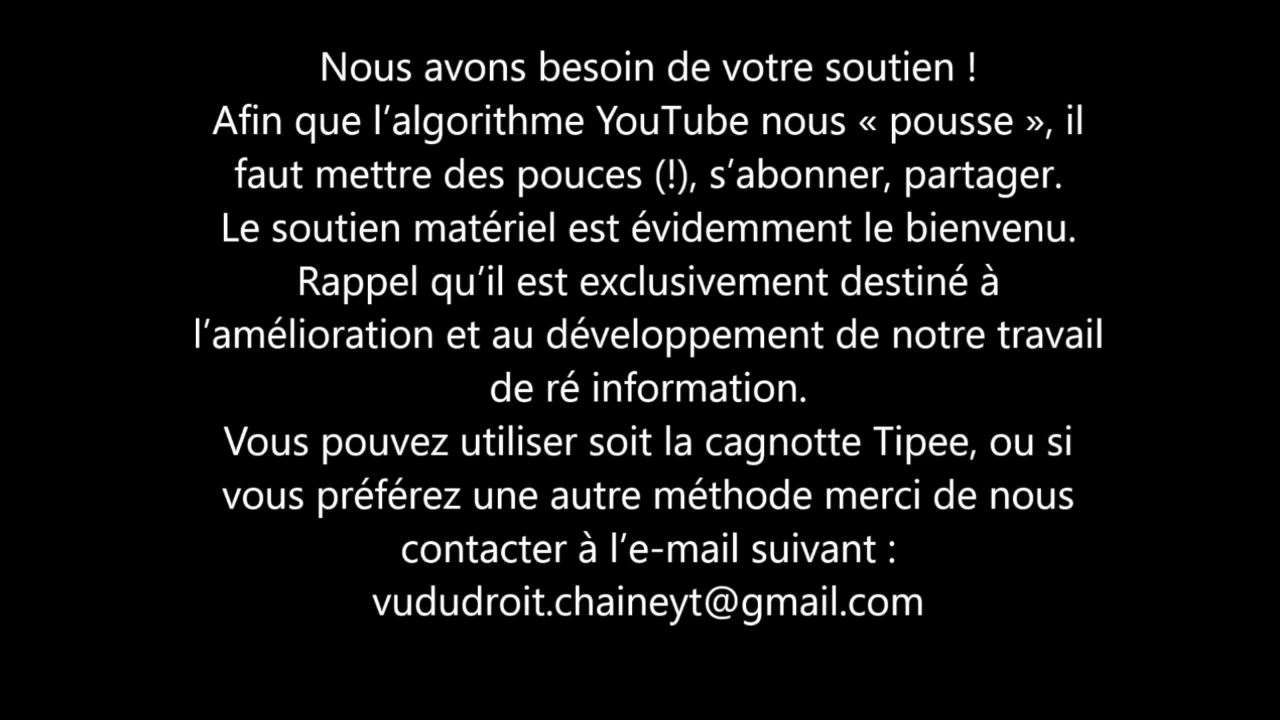 Nous avons besoin de votre soutien !
Afin que l’algorithme YouTube nous « pousse », il
faut mettre des pouces (!), s’abonner, partager.
Le soutien matériel est évidemment le bienvenu.
Rappel qu’il est exclusivement destiné à
l’amélioration et au développement de notre travail
de ré information.
Vous pouvez utiliser soit la cagnotte Tipee, ou si
vous préférez une autre méthode merci de nous
contacter à l’e-mail suivant :
vududroit.chaineyt@gmail.com